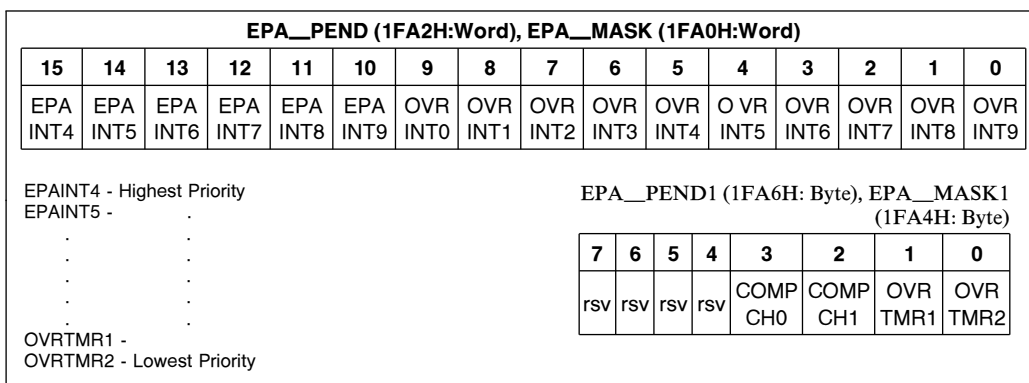 EPA__PEND (1FA2H:Word), EPA__MASK (1FA0H:Word)
15 14 13 12 11 10 9 8 7 6 5 4 3 2 1 0
EPA EPA EPA EPA EPA EPA OVR OVR OVR OVR OVR O VR OVR OVR OVR OVR
INT4 INT5 INT6 INT7 INT8 INT9 INT0 INT1 INT2 INT3 INT4 INT5 INT6 INT7 INT8 INT9
EPAINT4 - Highest Priority
EPAINT5 - .
. .
. .
. .
. .
. .
OVRTMR1 -
OVRTMR2 - Lowest Priority
EPA__PEND1 (1FA6H: Byte), EPA__MASK1
(1FA4H: Byte)
7 6 5 4 3 2 1 0
rsv rsv rsv rsv COMP COMP OVR OVR
CH0 CH1 TMR1 TMR2